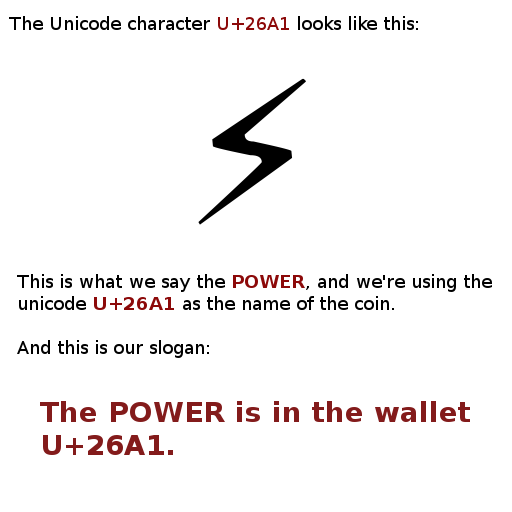 The Unicode character U+26A1 looks like this:
This is what we say the POWER, and we're using the
unicode U+26A1 as the name of the coin.
And this is our slogan:
The POWER is in the wallet
U+26A1.